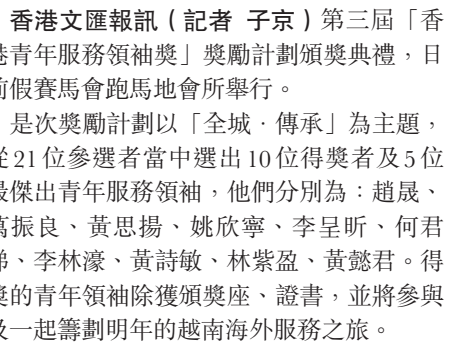 香港文匯報訊（記者 子京）第三屆「香
港青年服務領袖獎」獎勵計劃頒獎典禮，日
前假賽馬會跑馬地會所舉行。
是次獎勵計劃以「全城．傳承」為主題，
從21位參選者當中選出10位得獎者及5位
最傑出青年服務領袖，他們分別為：趙晟、
萬振良、黃思揚、姚欣寧、李呈昕、何君
、李林濠、黃詩敏、林紫盈、黃懿君。得
獎的青年領袖除獲頒獎座、證書，並將參與
及一起籌劃明年的越南海外服務之旅。